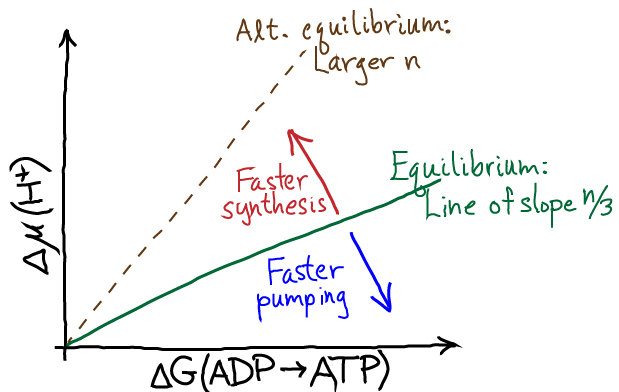 Alt. equilibrium:
Larger n
Equilibrium:
Line of slope n/3
Faster
synthesis
Faster
pumping
Δμ(H+)
ΔG(ADP→ATP)